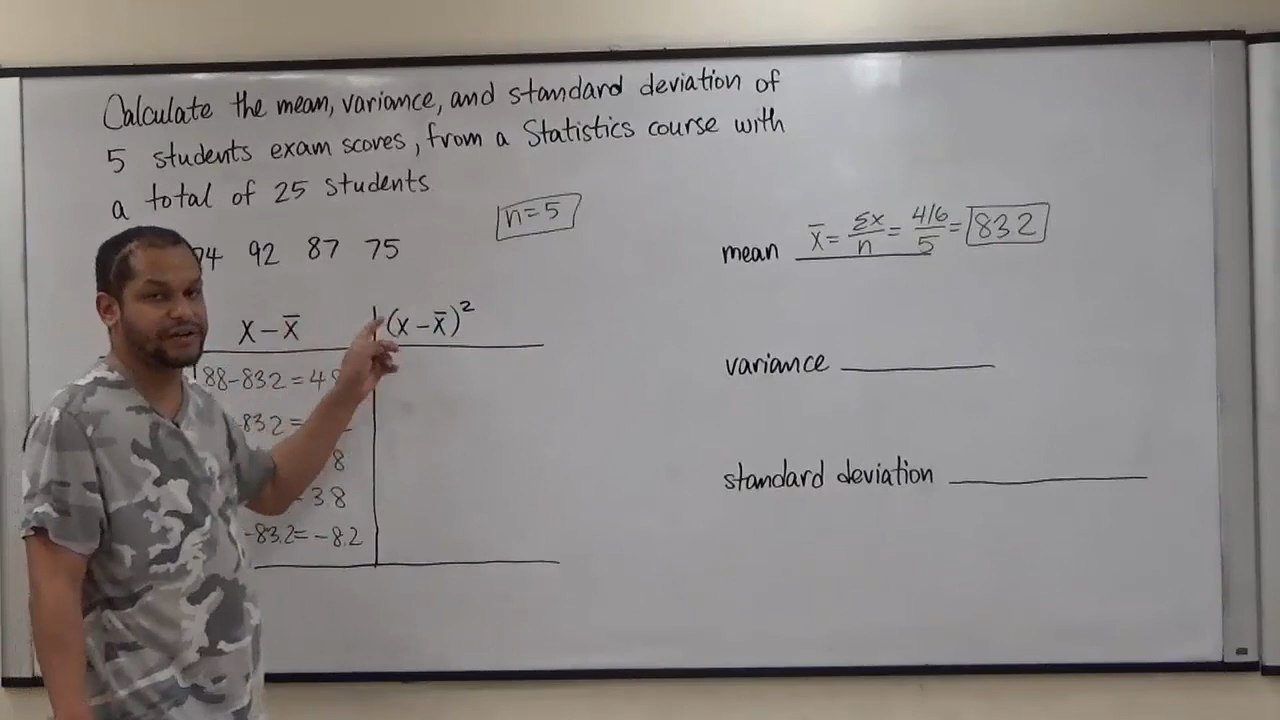 Calculate the mean, variance, and standard deviation of
5 students exam scores, from a Statistics course with
a total of 25 students
n=5
74 92 87 75
mean x̄ = Σx/n = 416/5 = 83.2
x - x̄ (x - x̄)²
88-83.2 = 4.8
-83.2 =
8
3.8
-83.2 = -8.2
variance
standard deviation